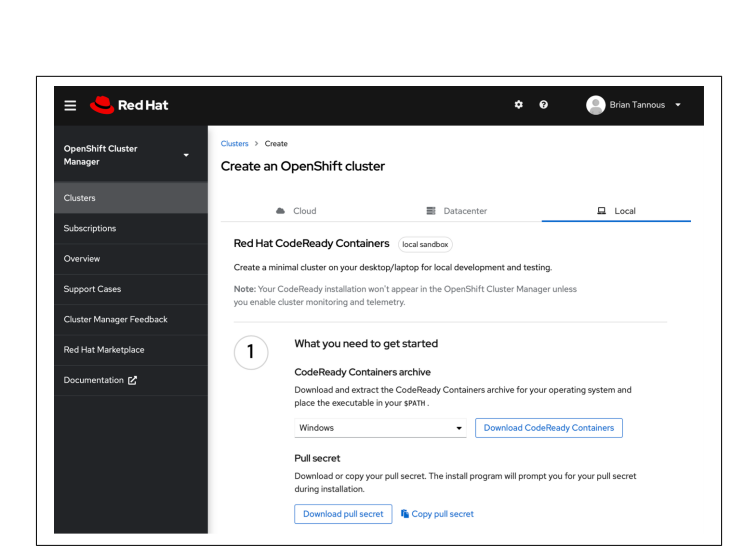 Red Hat
Brian Tannous
OpenShift Cluster
Manager
Clusters
Subscriptions
Overview
Support Cases
Cluster Manager Feedback
Red Hat Marketplace
Documentation
Clusters > Create
Create an OpenShift cluster
Cloud
Datacenter
Local
Red Hat CodeReady Containers local sandbox
Create a minimal cluster on your desktop/laptop for local development and testing.
Note: Your CodeReady installation won't appear in the OpenShift Cluster Manager unless
you enable cluster monitoring and telemetry.
1
What you need to get started
CodeReady Containers archive
Download and extract the CodeReady Containers archive for your operating system and
place the executable in your $PATH .
Windows
Download CodeReady Containers
Pull secret
Download or copy your pull secret. The install program will prompt you for your pull secret
during installation.
Download pull secret
Copy pull secret